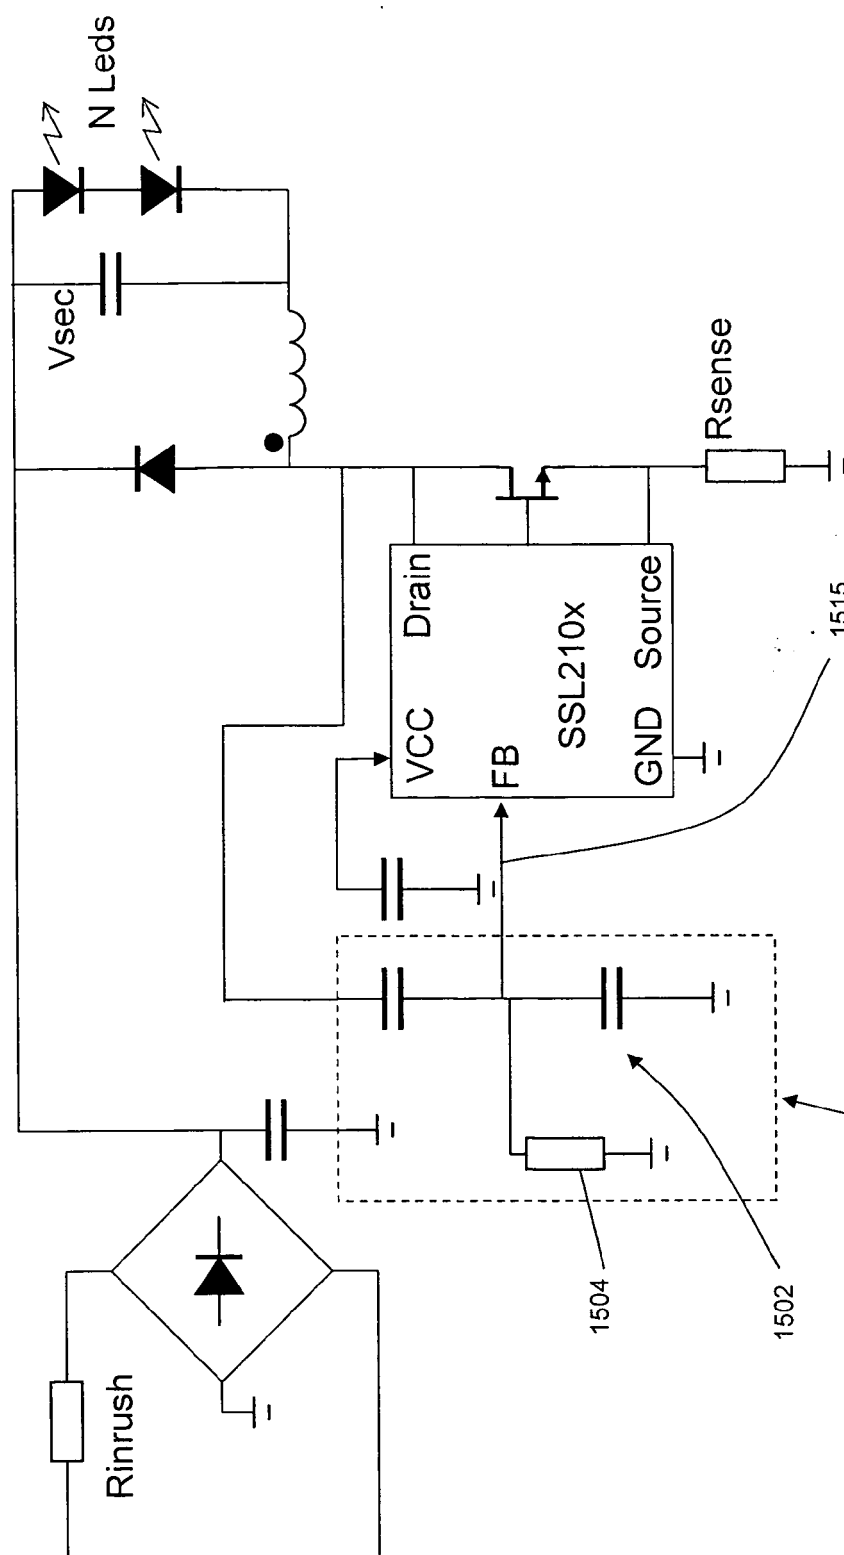 Rinrush
Vsec
N Leds
VCC
Drain
FB
SSL210x
GND
Source
Rsense
1504
1502
1515